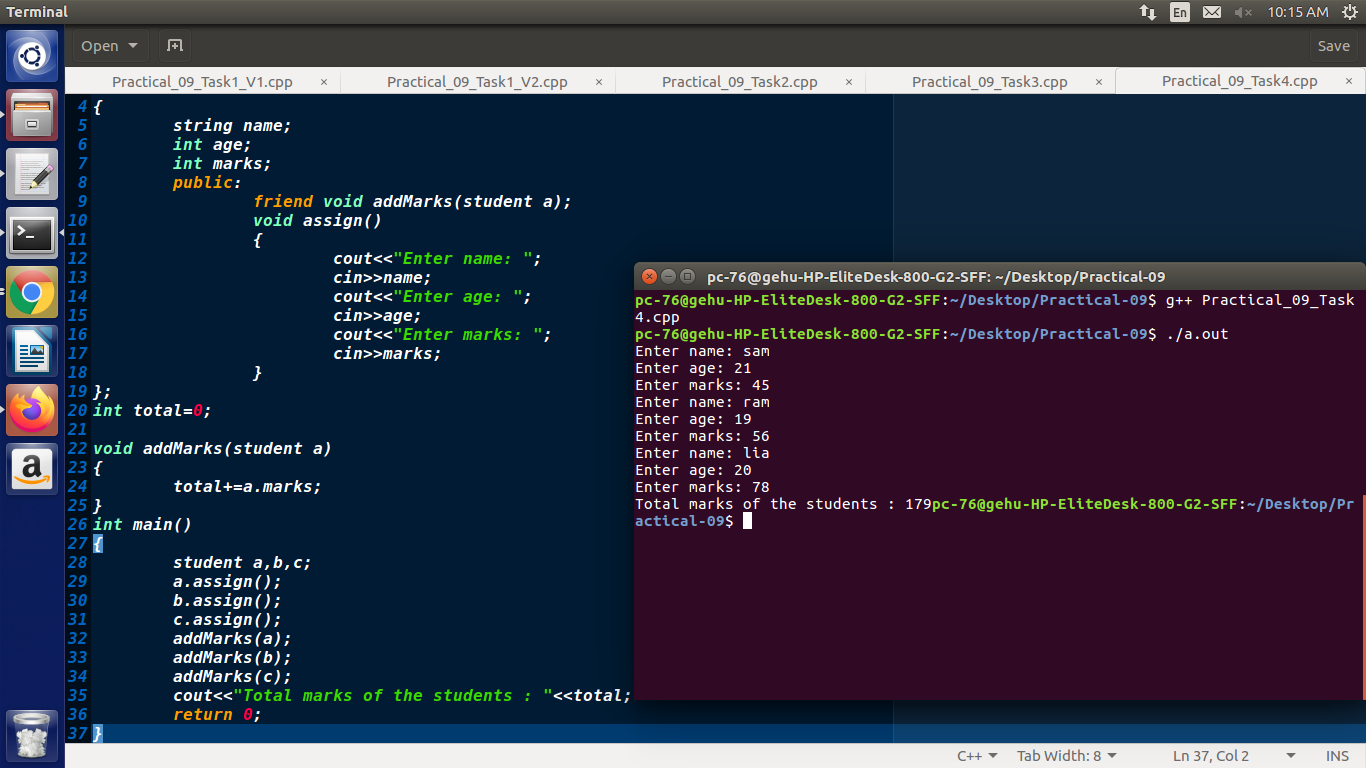 Terminal
En
10:15 AM
Open
Save
Practical_09_Task1_V1.cpp ×
Practical_09_Task1_V2.cpp ×
Practical_09_Task2.cpp ×
Practical_09_Task3.cpp ×
Practical_09_Task4.cpp ×
4 {
5 string name;
6 int age;
7 int marks;
8 public:
9 friend void addMarks(student a);
10 void assign()
11 {
12 cout<<"Enter name: ";
13 cin>>name;
14 cout<<"Enter age: ";
15 cin>>age;
16 cout<<"Enter marks: ";
17 cin>>marks;
18 }
19 };
20 int total=0;
21
22 void addMarks(student a)
23 {
24 total+=a.marks;
25 }
26 int main()
27 {
28 student a,b,c;
29 a.assign();
30 b.assign();
31 c.assign();
32 addMarks(a);
33 addMarks(b);
34 addMarks(c);
35 cout<<"Total marks of the students : "<<total;
36 return 0;
37 }
pc-76@gehu-HP-EliteDesk-800-G2-SFF: ~/Desktop/Practical-09
pc-76@gehu-HP-EliteDesk-800-G2-SFF:~/Desktop/Practical-09$ g++ Practical_09_Task
4.cpp
pc-76@gehu-HP-EliteDesk-800-G2-SFF:~/Desktop/Practical-09$ ./a.out
Enter name: sam
Enter age: 21
Enter marks: 45
Enter name: ram
Enter age: 19
Enter marks: 56
Enter name: lia
Enter age: 20
Enter marks: 78
Total marks of the students : 179pc-76@gehu-HP-EliteDesk-800-G2-SFF:~/Desktop/Pr
actical-09$
a
C++
Tab Width: 8
Ln 37, Col 2
INS